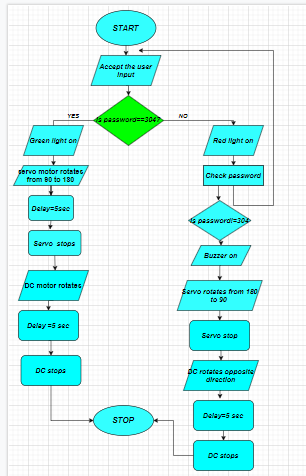 START
Accept the user
Input
Is password==304?
YES
NO
Green light on
servo motor rotates
from 90 to 180
Delay=5sec
Servo stops
DC motor rotates
Delay =5 sec
DC stops
Red light on
Check password
Is password!=304
Buzzer on
Servo rotates from 180
to 90
Servo stop
DC rotates opposite
direction
Delay=5 sec
DC stops
STOP